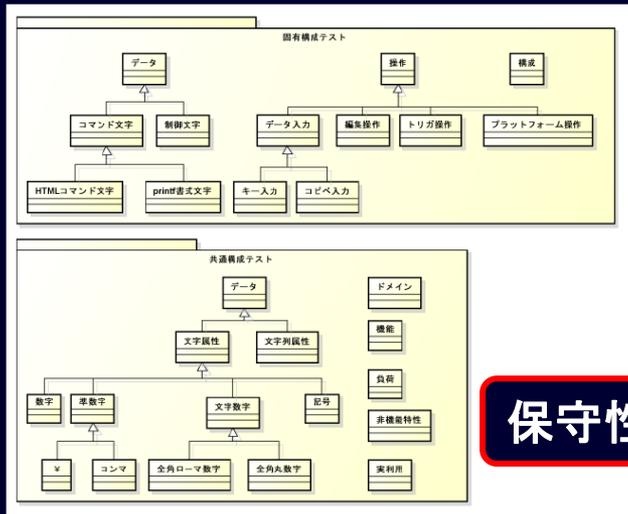 固有構成テスト
データ
操作
構成
コマンド文字
制御文字
データ入力
編集操作
トリガ操作
プラットフォーム操作
HTMLコマンド文字
printf書式文字
キー入力
コピペ入力
共通構成テスト
データ
ドメイン
文字属性
文字列属性
機能
負荷
数字
準数字
文字数字
記号
非機能特性
保守性
¥
コンマ
全角ローマ数字
全角丸数字
実利用